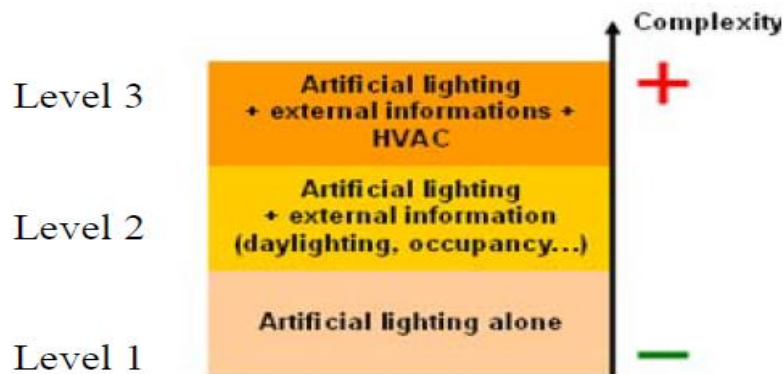 Complexity
Level 3
Artificial lighting
+ external informations +
HVAC
+
Level 2
Artificial lighting
+ external information
(daylighting, occupancy...)
Level 1
Artificial lighting alone
−